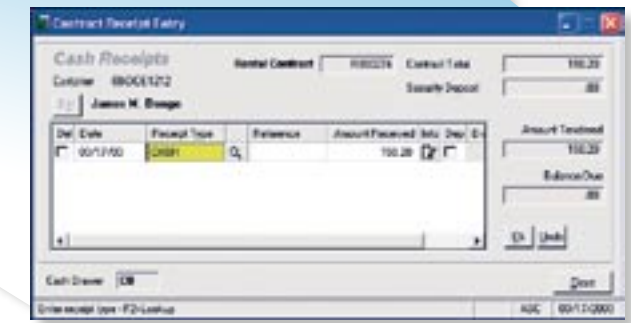 Contract Receipt Entry
Cash Receipts
Rental Contract
Contract Total 150.20
Customer
Security Deposit .00
James M.
Del Date Receipt Type Reference Amount Received Info Dep
CASH 150.20
Amount Tendered
150.20
Balance Due
.00
Ok Undo
Cash Drawer
Done
Enter receipt type - F2-Lookup
ABC